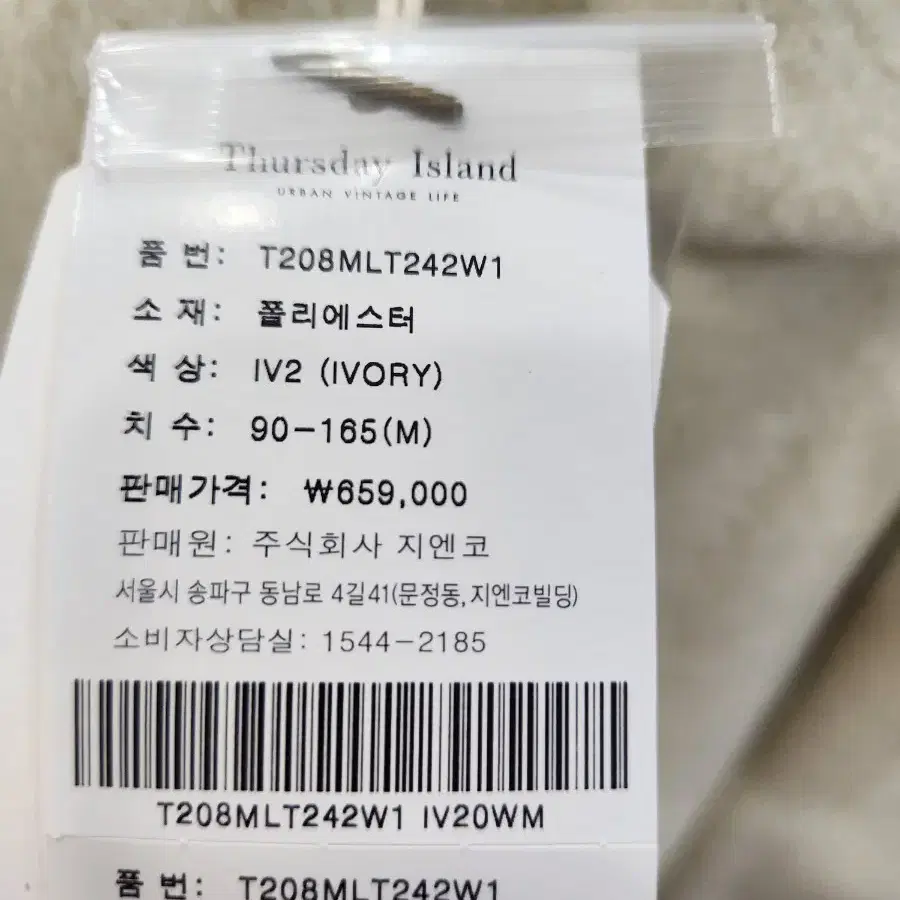 Thursday Island
URBAN VINTAGE LIFE
품 번: T208MLT242W1
소 재: 폴리에스터
색 상: IV2 (IVORY)
치 수: 90-165(M)
판매가격: ₩659,000
판매원: 주식회사 지엔코
서울시 송파구 동남로 4길41(문정동, 지엔코빌딩)
소비자상담실: 1544-2185
T208MLT242W1 IV20WM
품 번: T208MLT242W1